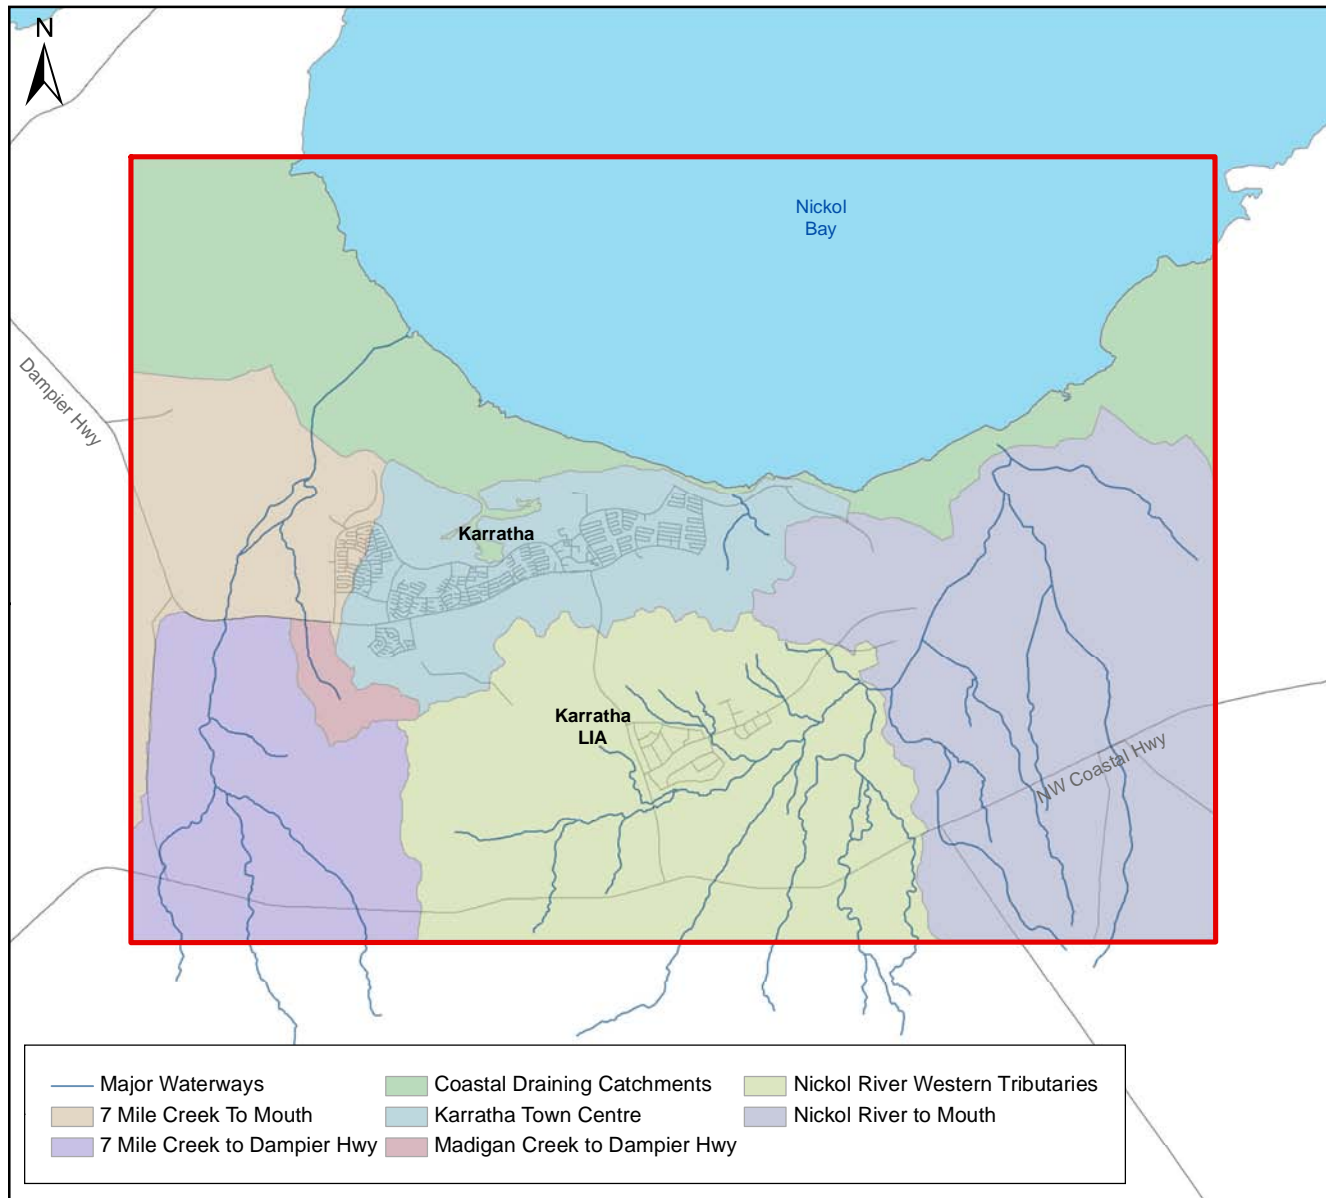 N
Nickol
Bay
Dampier Hwy
Karratha
Karratha
LIA
NW Coastal Hwy
Major Waterways
7 Mile Creek To Mouth
7 Mile Creek to Dampier Hwy
Coastal Draining Catchments
Karratha Town Centre
Madigan Creek to Dampier Hwy
Nickol River Western Tributaries
Nickol River to Mouth